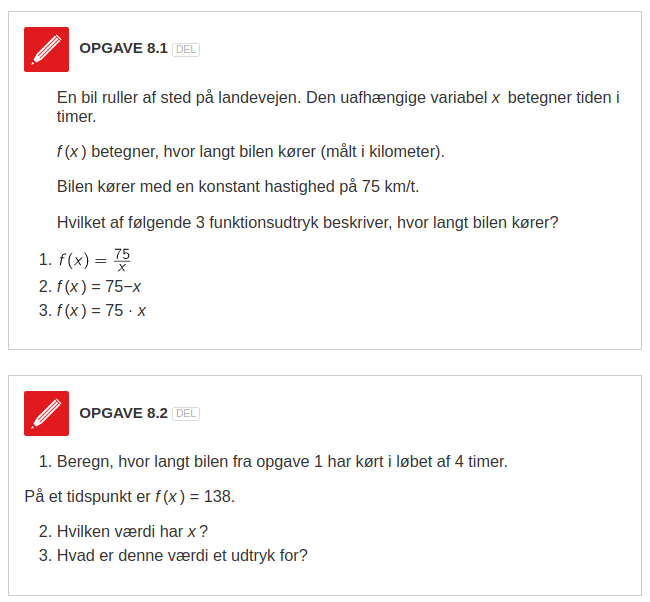 OPGAVE 8.1 DEL
En bil ruller af sted på landevejen. Den uafhængige variabel x betegner tiden i
timer.
f(x) betegner, hvor langt bilen kører (målt i kilometer).
Bilen kører med en konstant hastighed på 75 km/t.
Hvilket af følgende 3 funktionsudtryk beskriver, hvor langt bilen kører?
1. f(x) = 75/x
2. f(x) = 75−x
3. f(x) = 75 · x
OPGAVE 8.2 DEL
1. Beregn, hvor langt bilen fra opgave 1 har kørt i løbet af 4 timer.
På et tidspunkt er f(x) = 138.
2. Hvilken værdi har x?
3. Hvad er denne værdi et udtryk for?